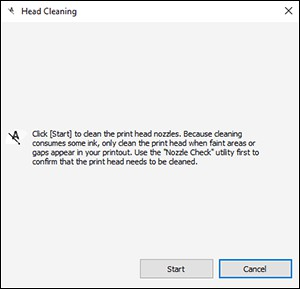 Head Cleaning
Click [Start] to clean the print head nozzles. Because cleaning
consumes some ink, only clean the print head when faint areas or
gaps appear in your printout. Use the "Nozzle Check" utility first to
confirm that the print head needs to be cleaned.
Start Cancel